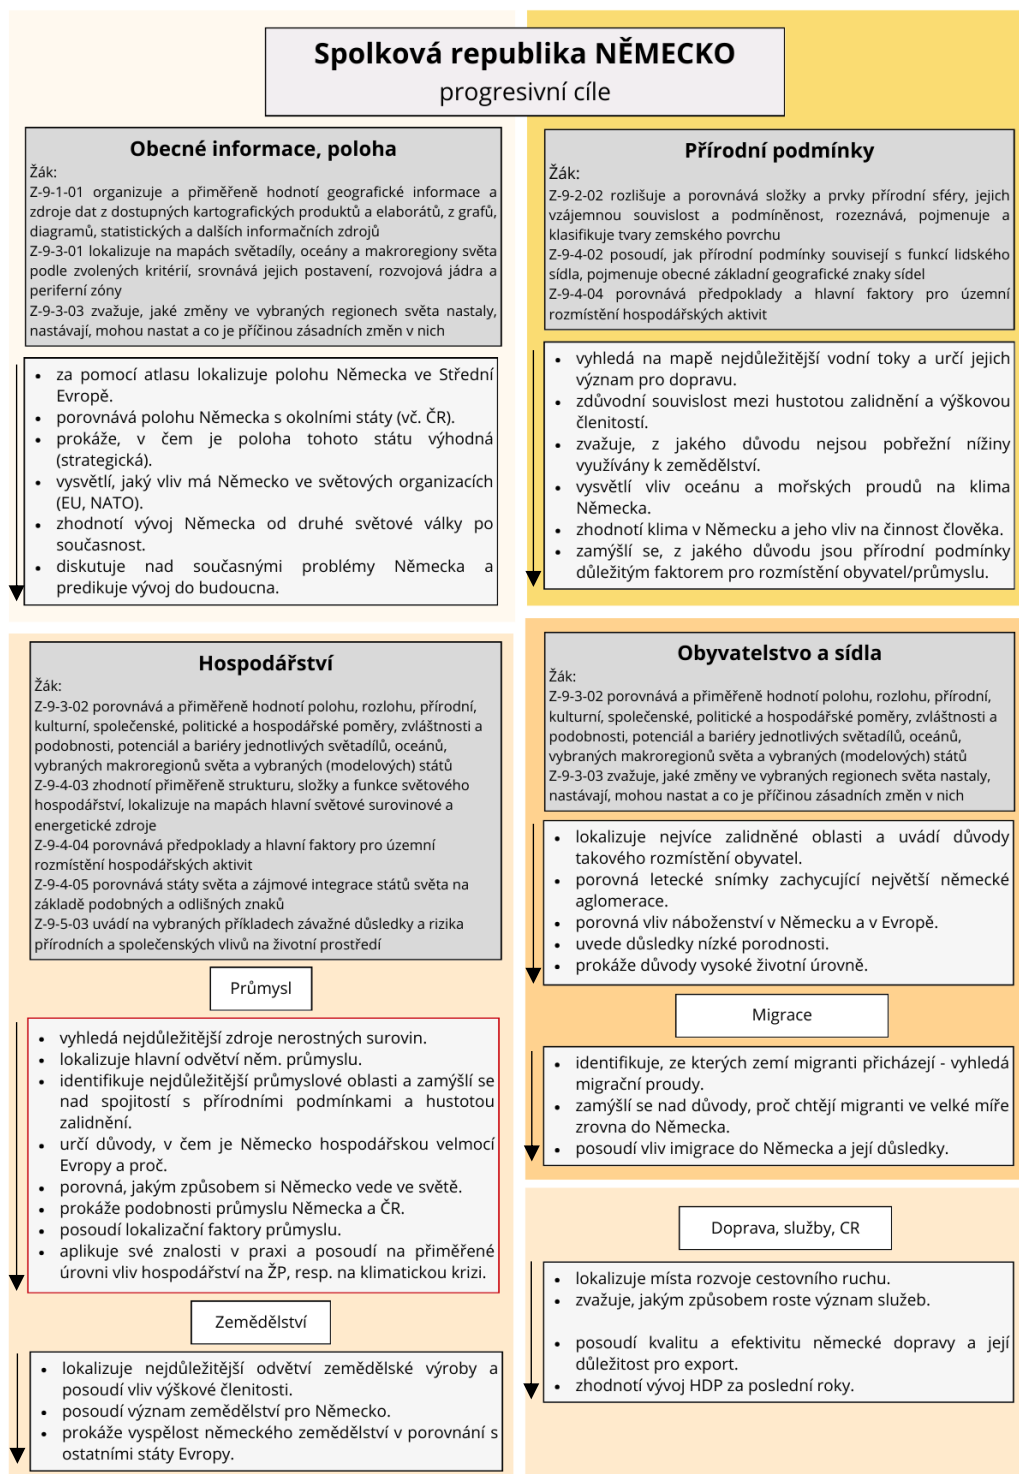 Spolková republika NĚMECKO
progresivní cíle
Obecné informace, poloha
Žák:
Z-9-1-01 organizuje a přiměřeně hodnotí geografické informace a
zdroje dat z dostupných kartografických produktů a elaborátů, z grafů,
diagramů, statistických a dalších informačních zdrojů
Z-9-3-01 lokalizuje na mapách světadíly, oceány a makroregiony světa
podle zvolených kritérií, srovnává jejich postavení, rozvojová jádra a
periferní zóny
Z-9-3-03 zvažuje, jaké změny ve vybraných regionech světa nastaly,
nastávají, mohou nastat a co je příčinou zásadních změn v nich
• za pomocí atlasu lokalizuje polohu Německa ve Střední
Evropě.
• porovnává polohu Německa s okolními státy (vč. ČR).
• prokáže, v čem je poloha tohoto státu výhodná
(strategická).
• vysvětlí, jaký vliv má Německo ve světových organizacích
(EU, NATO).
• zhodnotí vývoj Německa od druhé světové války po
současnost.
• diskutuje nad současnými problémy Německa a
predikuje vývoj do budoucna.
Přírodní podmínky
Žák:
Z-9-2-02 rozlišuje a porovnává složky a prvky přírodní sféry, jejich
vzájemnou souvislost a podmíněnost, rozeznává, pojmenuje a
klasifikuje tvary zemského povrchu
Z-9-4-02 posoudí, jak přírodní podmínky souvisejí s funkcí lidského
sídla, pojmenuje obecné základní geografické znaky sídel
Z-9-4-04 porovnává předpoklady a hlavní faktory pro územní
rozmístění hospodářských aktivit
• vyhledá na mapě nejdůležitější vodní toky a určí jejich
význam pro dopravu.
• zdůvodní souvislost mezi hustotou zalidnění a výškovou
členitostí.
• zvažuje, z jakého důvodu nejsou pobřežní nížiny
využívány k zemědělství.
• vysvětlí vliv oceánu a mořských proudů na klima
Německa.
• zhodnotí klima v Německu a jeho vliv na činnost člověka.
• zamýšlí se, z jakého důvodu jsou přírodní podmínky
důležitým faktorem pro rozmístění obyvatel/průmyslu.
Hospodářství
Žák:
Z-9-3-02 porovnává a přiměřeně hodnotí polohu, rozlohu, přírodní,
kulturní, společenské, politické a hospodářské poměry, zvláštnosti a
podobnosti, potenciál a bariéry jednotlivých světadílů, oceánů,
vybraných makroregionů světa a vybraných (modelových) států
Z-9-4-03 zhodnotí přiměřeně strukturu, složky a funkce světového
hospodářství, lokalizuje na mapách hlavní světové surovinové a
energetické zdroje
Z-9-4-04 porovnává předpoklady a hlavní faktory pro územní
rozmístění hospodářských aktivit
Z-9-4-05 porovnává státy světa a zájmové integrace států světa na
základě podobných a odlišných znaků
Z-9-5-03 uvádí na vybraných příkladech závažné důsledky a rizika
přírodních a společenských vlivů na životní prostředí
Průmysl
• vyhledá nejdůležitější zdroje nerostných surovin.
• lokalizuje hlavní odvětví něm. průmyslu.
• identifikuje nejdůležitější průmyslové oblasti a zamýšlí se
nad spojitostí s přírodními podmínkami a hustotou
zalidnění.
• určí důvody, v čem je Německo hospodářskou velmocí
Evropy a proč.
• porovná, jakým způsobem si Německo vede ve světě.
• prokáže podobnosti průmyslu Německa a ČR.
• posoudí lokalizační faktory průmyslu.
• aplikuje své znalosti v praxi a posoudí na přiměřené
úrovni vliv hospodářství na ŽP, resp. na klimatickou krizi.
Zemědělství
• lokalizuje nejdůležitější odvětví zemědělské výroby a
posoudí vliv výškové členitosti.
• posoudí význam zemědělství pro Německo.
• prokáže vyspělost německého zemědělství v porovnání s
ostatními státy Evropy.
Obyvatelstvo a sídla
Žák:
Z-9-3-02 porovnává a přiměřeně hodnotí polohu, rozlohu, přírodní,
kulturní, společenské, politické a hospodářské poměry, zvláštnosti a
podobnosti, potenciál a bariéry jednotlivých světadílů, oceánů,
vybraných makroregionů světa a vybraných (modelových) států
Z-9-3-03 zvažuje, jaké změny ve vybraných regionech světa nastaly,
nastávají, mohou nastat a co je příčinou zásadních změn v nich
• lokalizuje nejvíce zalidněné oblasti a uvádí důvody
takového rozmístění obyvatel.
• porovná letecké snímky zachycující největší německé
aglomerace.
• porovná vliv náboženství v Německu a v Evropě.
• uvede důsledky nízké porodnosti.
• prokáže důvody vysoké životní úrovně.
Migrace
• identifikuje, ze kterých zemí migranti přicházejí - vyhledá
migrační proudy.
• zamýšlí se nad důvody, proč chtějí migranti ve velké míře
zrovna do Německa.
• posoudí vliv imigrace do Německa a její důsledky.
Doprava, služby, CR
• lokalizuje místa rozvoje cestovního ruchu.
• zvažuje, jakým způsobem roste význam služeb.
• posoudí kvalitu a efektivitu německé dopravy a její
důležitost pro export.
• zhodnotí vývoj HDP za poslední roky.